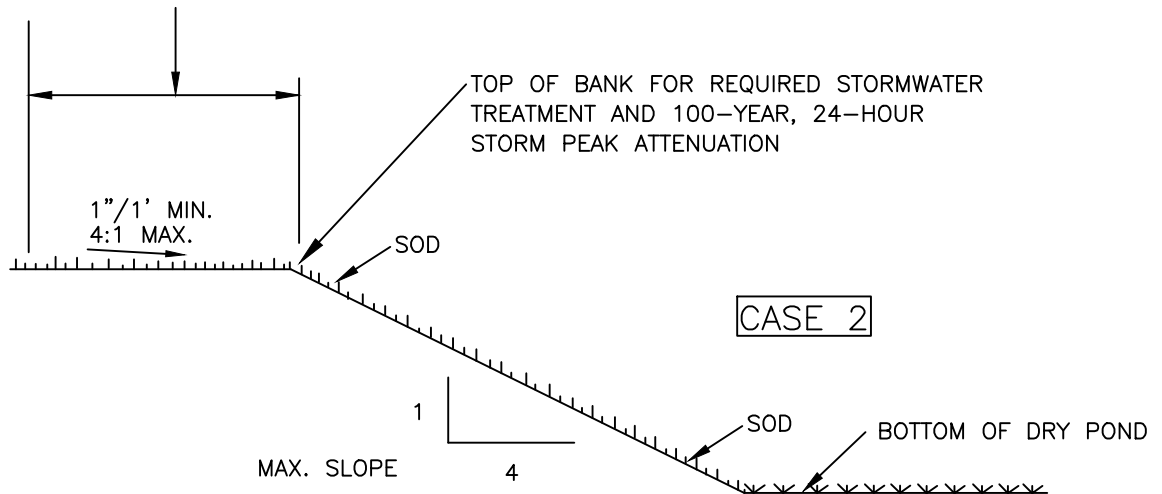 TOP OF BANK FOR REQUIRED STORMWATER
TREATMENT AND 100-YEAR, 24-HOUR
STORM PEAK ATTENUATION
1"/1' MIN.
4:1 MAX.
SOD
CASE 2
1
4
MAX. SLOPE
SOD
BOTTOM OF DRY POND